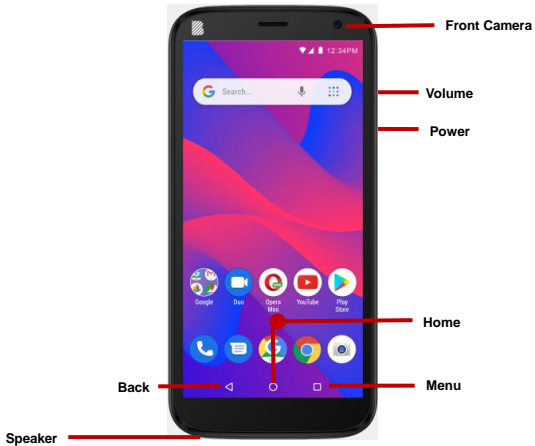 Front Camera
12:34PM
Search...
Volume
Power
Google
Duo
Opera
Mini
YouTube
Play
Store
Home
Back
Menu
Speaker